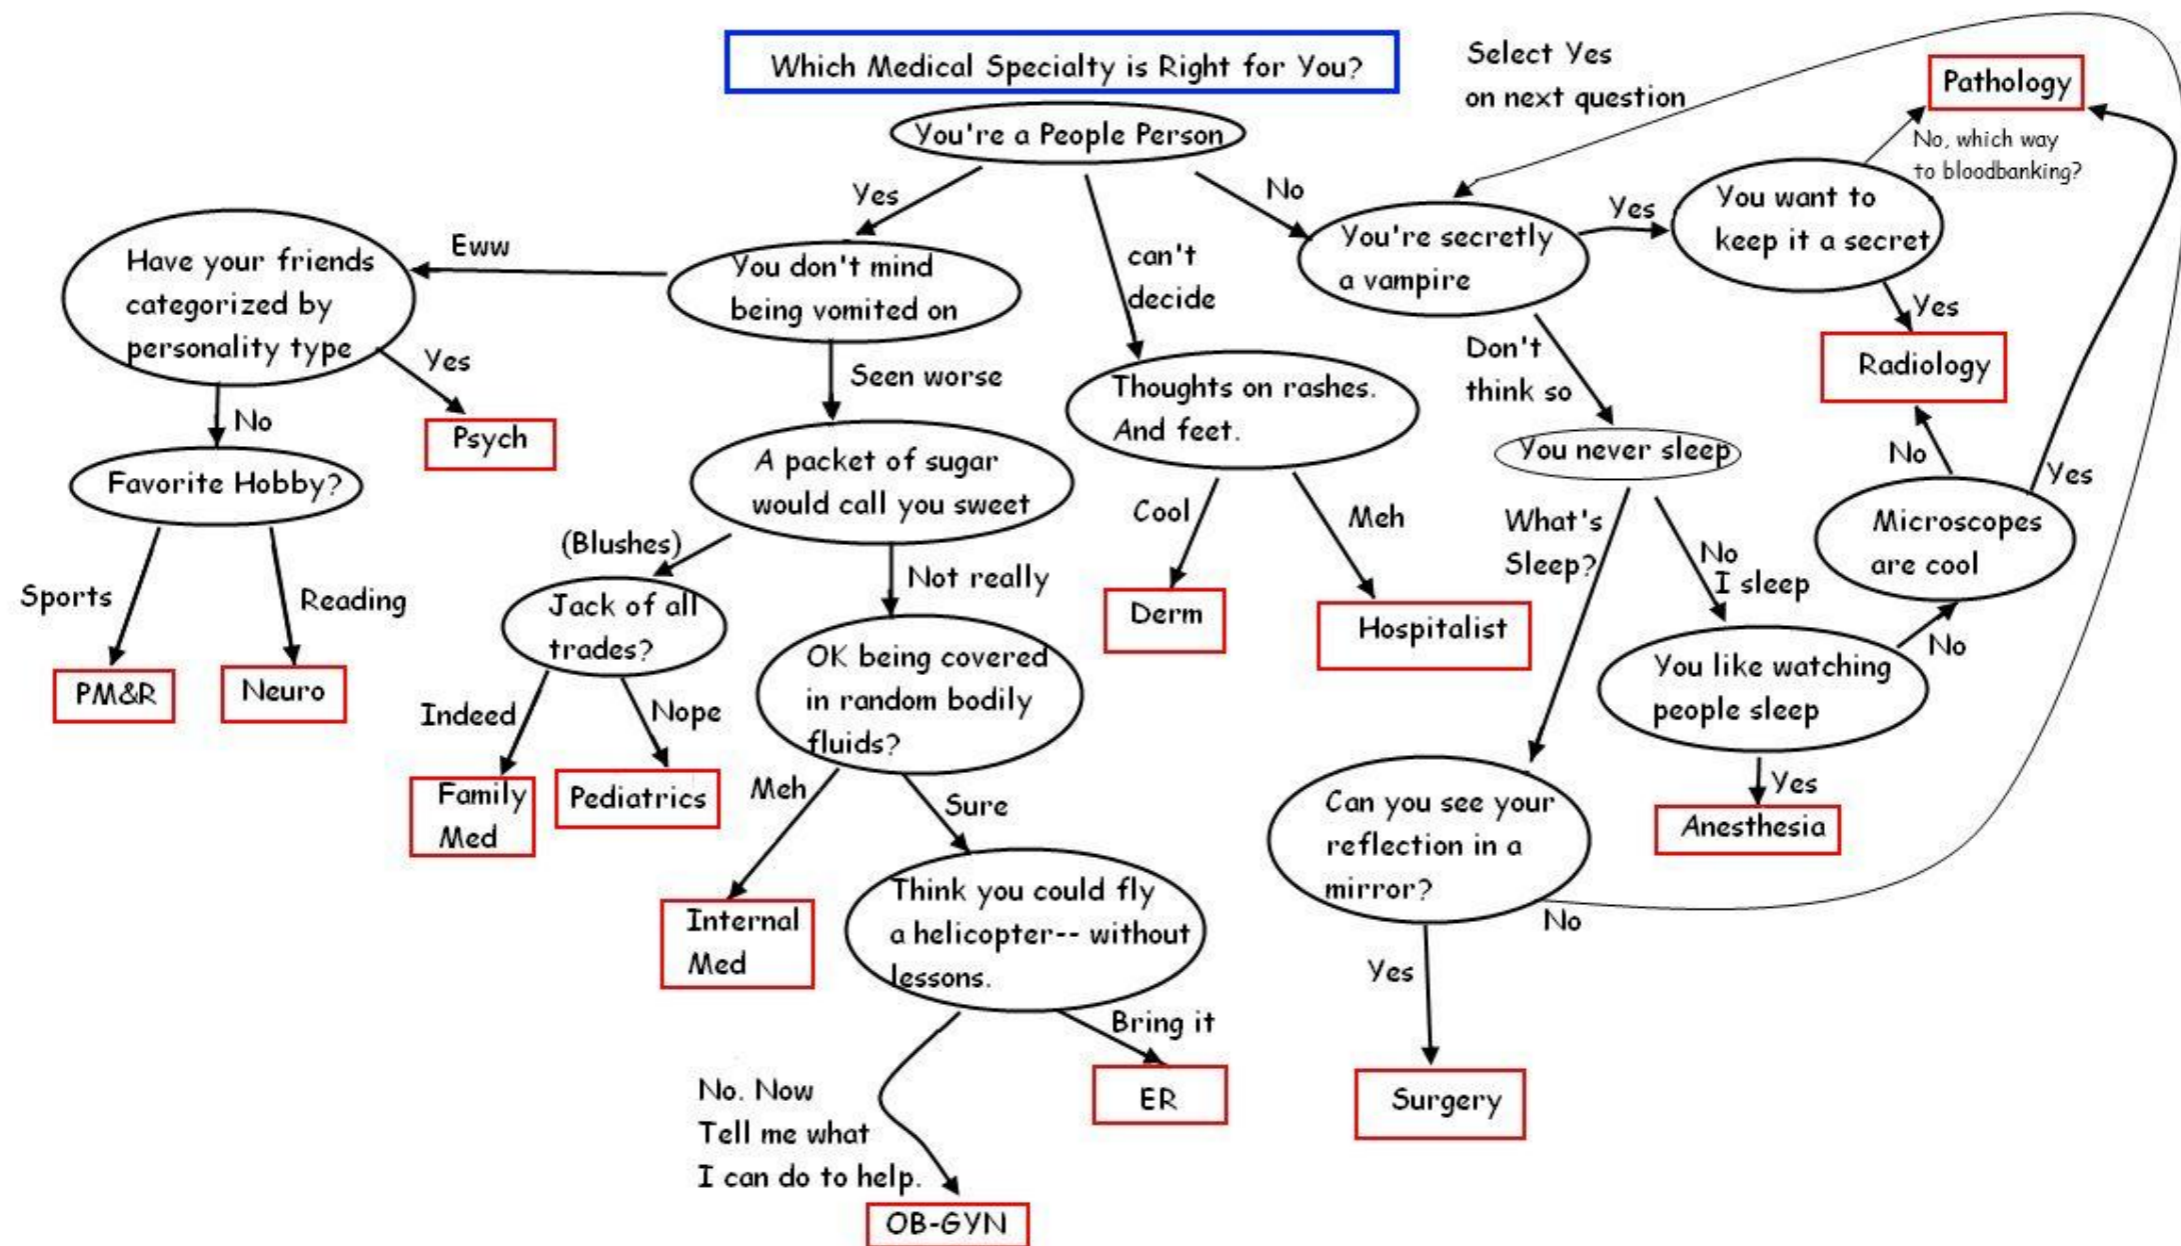 Which Medical Specialty is Right for You?
Select Yes
on next question
Pathology
No, which way
to bloodbanking?
You're a People Person
Yes
can't
decide
No
You're secretly
a vampire
Yes
You want to
keep it a secret
Yes
Radiology
Have your friends
categorized by
personality type
Eww
You don't mind
being vomited on
Yes
Psych
No
Favorite Hobby?
Sports
Reading
PM&R
Neuro
Seen worse
A packet of sugar
would call you sweet
(Blushes)
Not really
Jack of all
trades?
Indeed
Nope
Family
Med
Pediatrics
OK being covered
in random bodily
fluids?
Meh
Sure
Internal
Med
Think you could fly
a helicopter-- without
lessons.
Bring it
ER
No. Now
Tell me what
I can do to help.
OB-GYN
Thoughts on rashes.
And feet.
Cool
Meh
Derm
Hospitalist
Don't
think so
You never sleep
What's
Sleep?
No
I sleep
You like watching
people sleep
No
Microscopes
are cool
No
Yes
Yes
Anesthesia
Can you see your
reflection in a
mirror?
No
Yes
Surgery